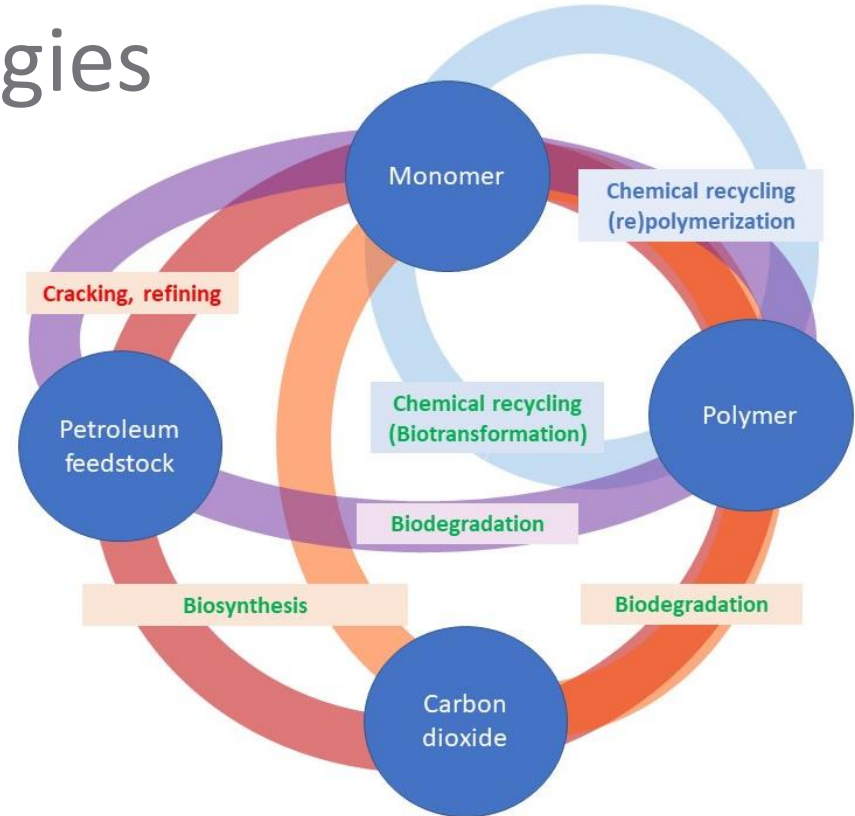 gies
Monomer
Chemical recycling
(re)polymerization
Cracking, refining
Chemical recycling
(Biotransformation)
Polymer
Petroleum
feedstock
Biodegradation
Biosynthesis
Biodegradation
Carbon
dioxide